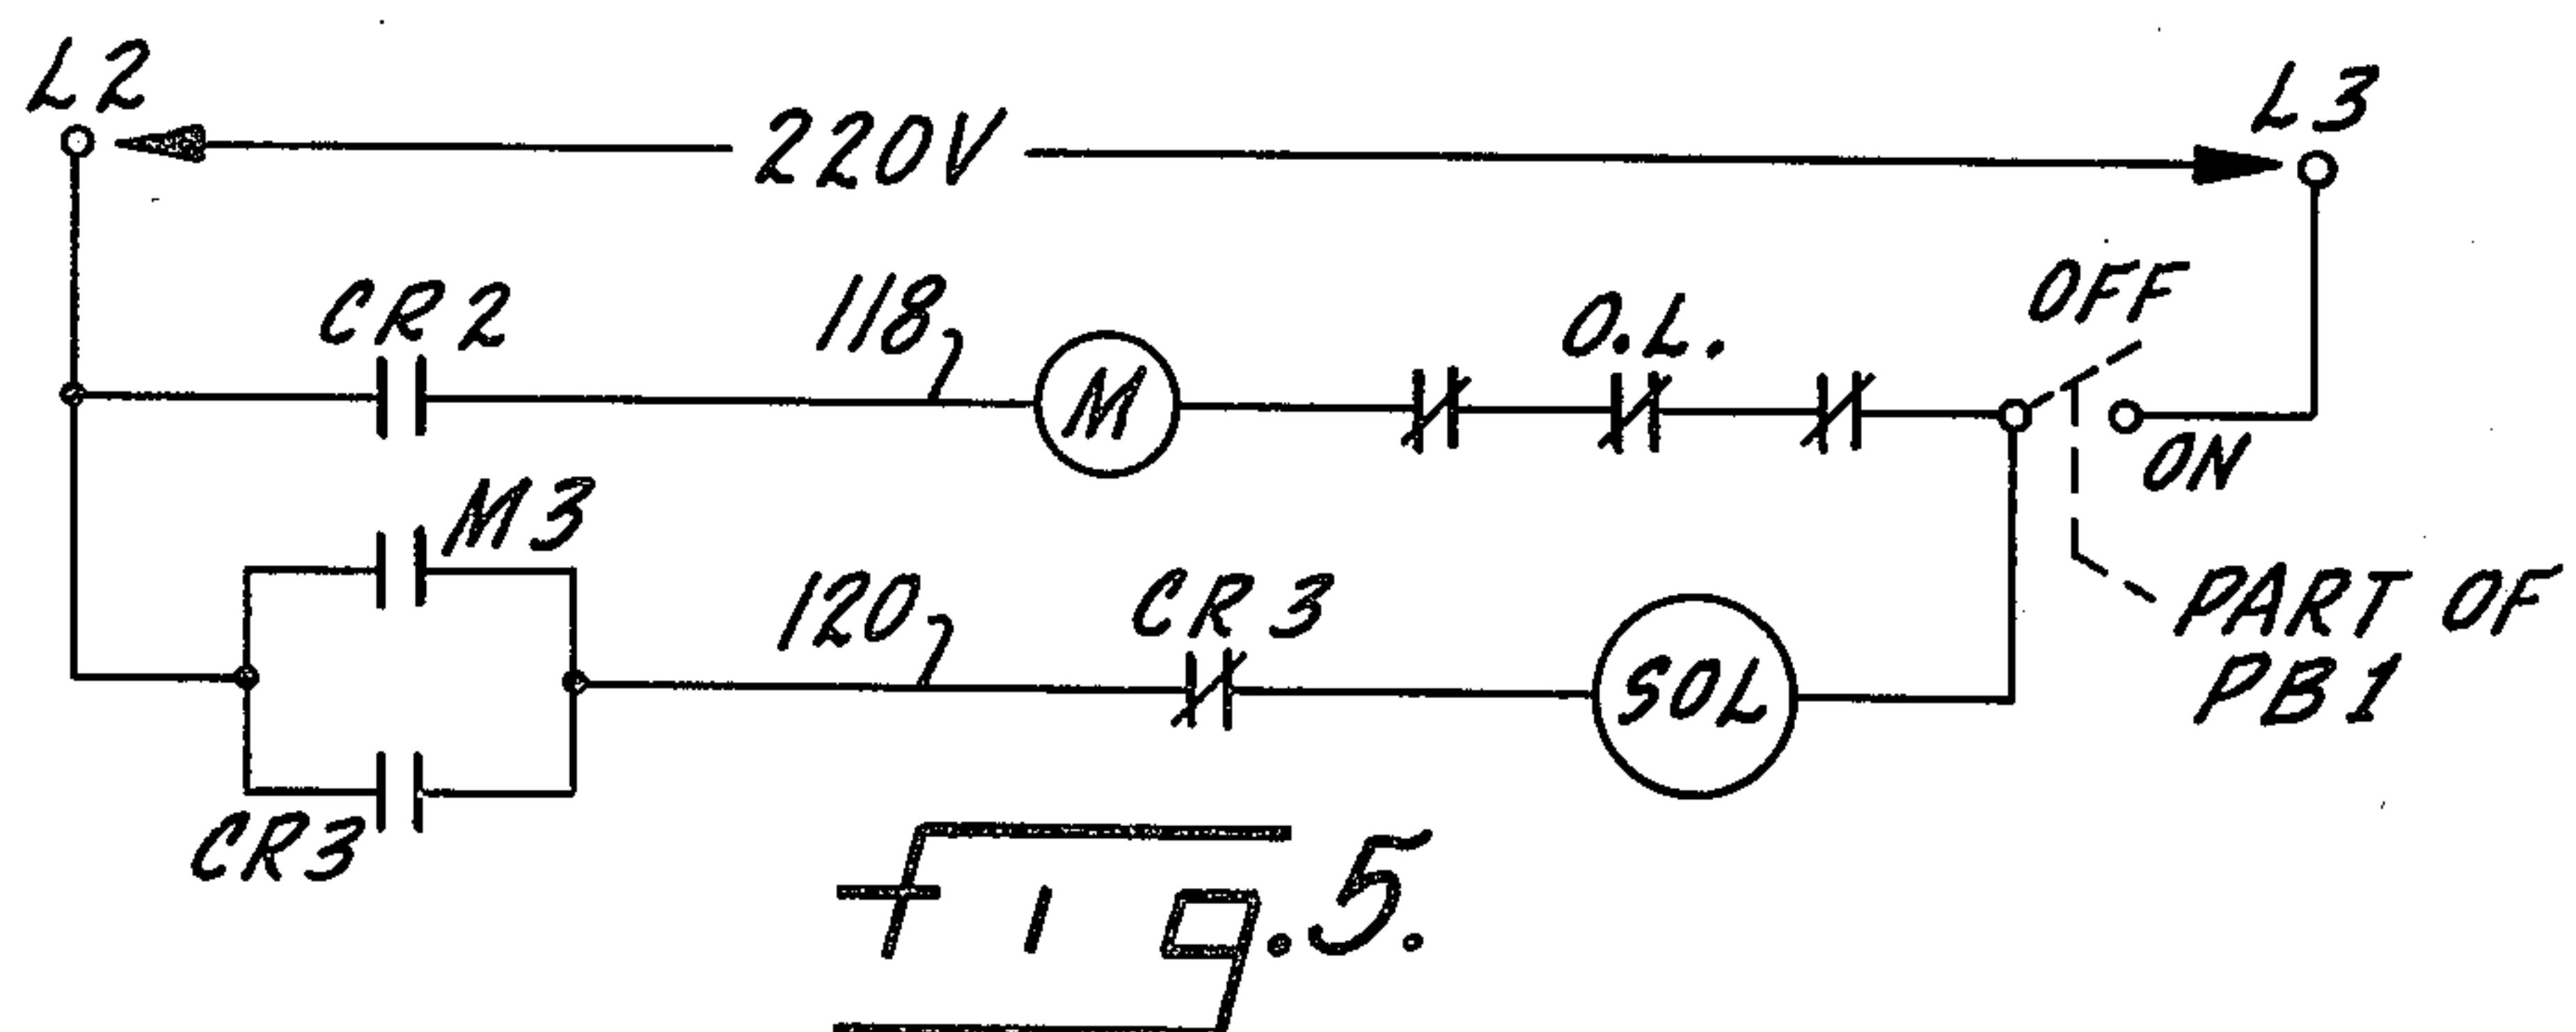 L2
220V
L3
CR2
118
M
O.L.
OFF
ON
M3
120
CR3
SOL
PART OF
PB1
CR3
Fig.5.